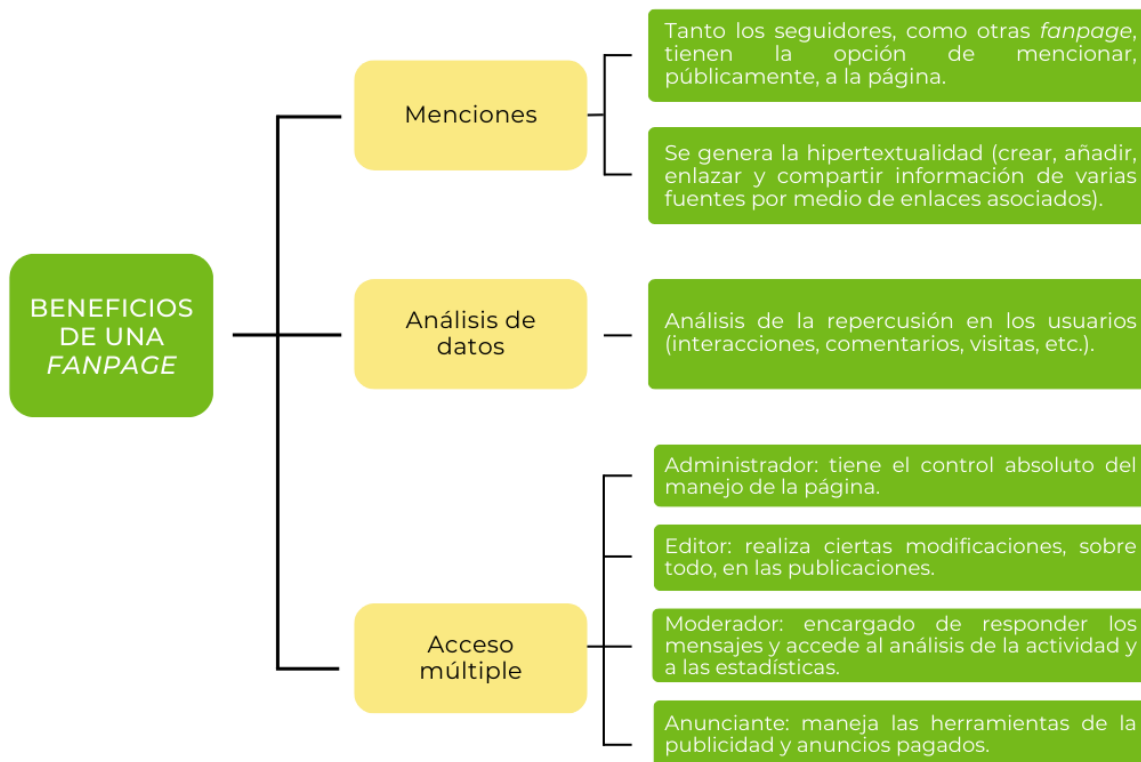 BENEFICIOS
DE UNA
FANPAGE
Menciones
Tanto los seguidores, como otras fanpage,
tienen la opción de mencionar,
públicamente, a la página.
Se genera la hipertextualidad (crear, añadir,
enlazar y compartir información de varias
fuentes por medio de enlaces asociados).
Análisis de
datos
Análisis de la repercusión en los usuarios
(interacciones, comentarios, visitas, etc.).
Acceso
múltiple
Administrador: tiene el control absoluto del
manejo de la página.
Editor: realiza ciertas modificaciones, sobre
todo, en las publicaciones.
Moderador: encargado de responder los
mensajes y accede al análisis de la actividad y
a las estadísticas.
Anunciante: maneja las herramientas de la
publicidad y anuncios pagados.